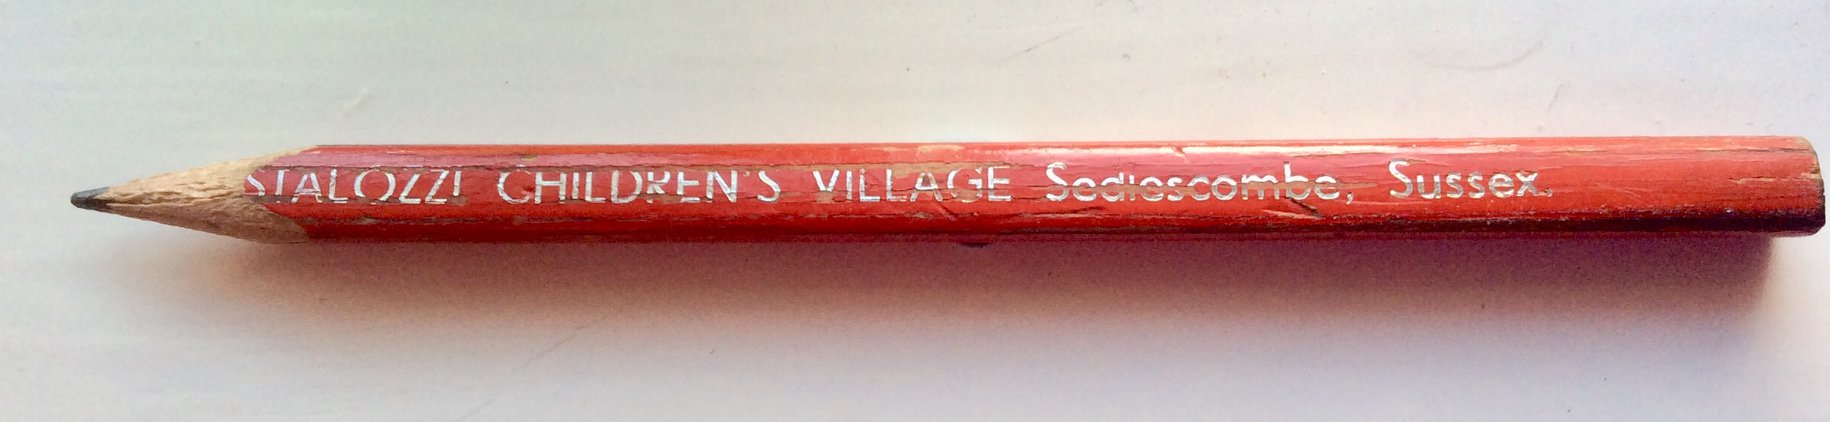 STALOZZI CHILDREN'S VILLAGE Sedlescombe, Sussex.